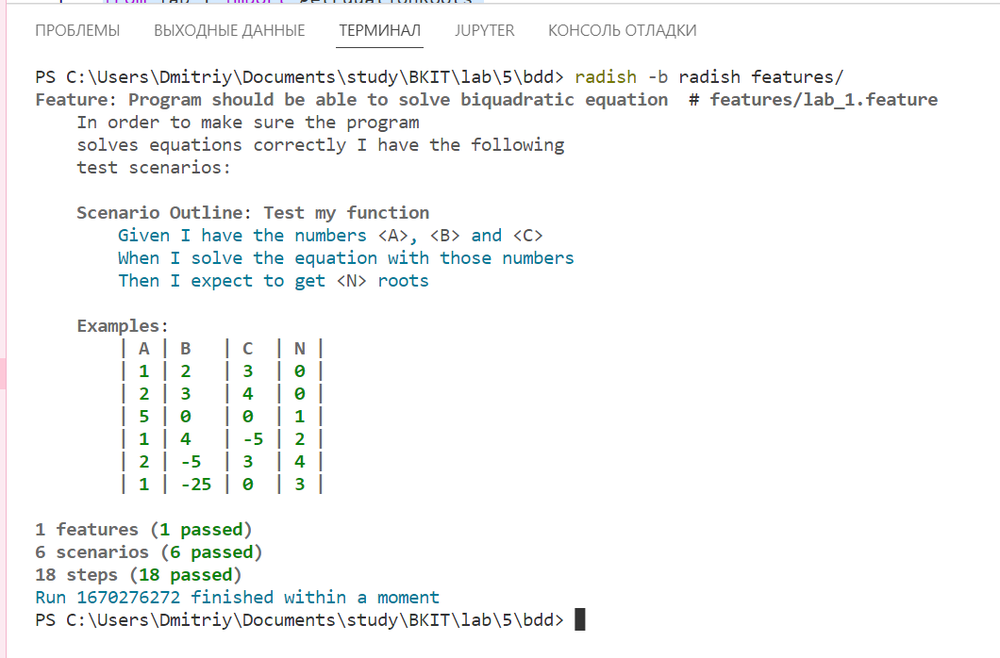 from lab_1 import getEquationRoots
ПРОБЛЕМЫ ВЫХОДНЫЕ ДАННЫЕ ТЕРМИНАЛ JUPYTER КОНСОЛЬ ОТЛАДКИ
PS C:\Users\Dmitriy\Documents\study\BKIT\lab\5\bdd> radish -b radish features/
Feature: Program should be able to solve biquadratic equation  # features/lab_1.feature
    In order to make sure the program
    solves equations correctly I have the following
    test scenarios:
    Scenario Outline: Test my function
        Given I have the numbers <A>, <B> and <C>
        When I solve the equation with those numbers
        Then I expect to get <N> roots
    Examples:
        | A | B   | C  | N |
        | 1 | 2   | 3  | 0 |
        | 2 | 3   | 4  | 0 |
        | 5 | 0   | 0  | 1 |
        | 1 | 4   | -5 | 2 |
        | 2 | -5  | 3  | 4 |
        | 1 | -25 | 0  | 3 |
1 features (1 passed)
6 scenarios (6 passed)
18 steps (18 passed)
Run 1670276272 finished within a moment
PS C:\Users\Dmitriy\Documents\study\BKIT\lab\5\bdd>